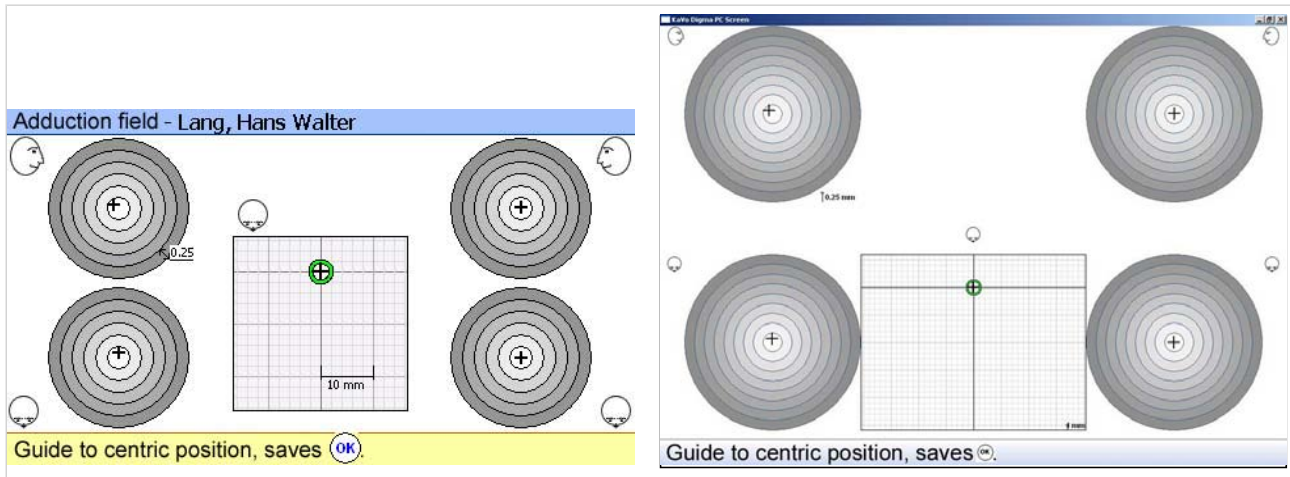 Adduction field - Lang, Hans Walter
0.25
10 mm
Guide to centric position, saves OK.
KaVo Digma PC Screen
0.25 mm
mm
Guide to centric position, saves OK.